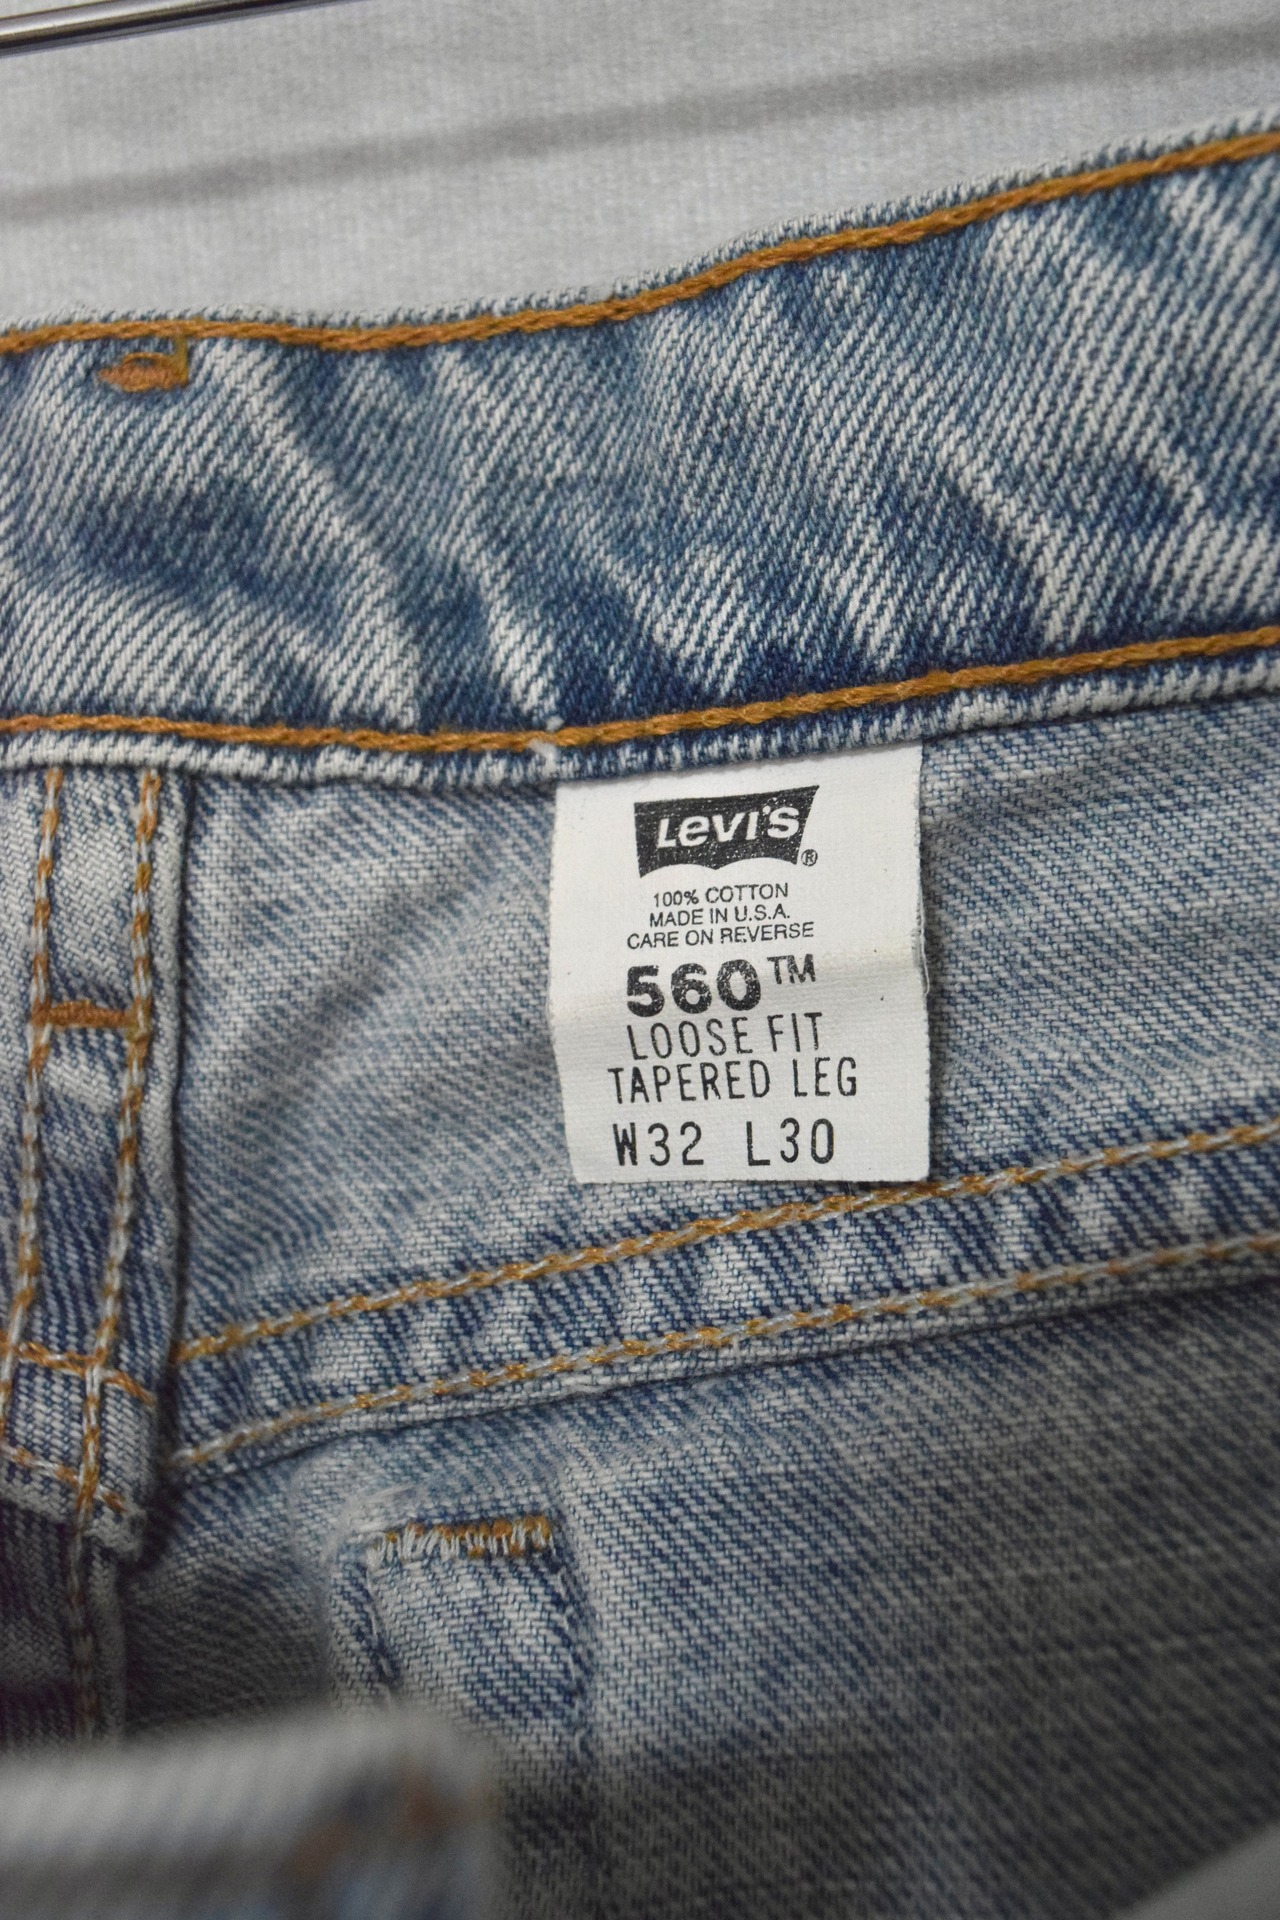 Levi's®
100% COTTON
MADE IN U.S.A.
CARE ON REVERSE
560™
LOOSE FIT
TAPERED LEG
W32 L30